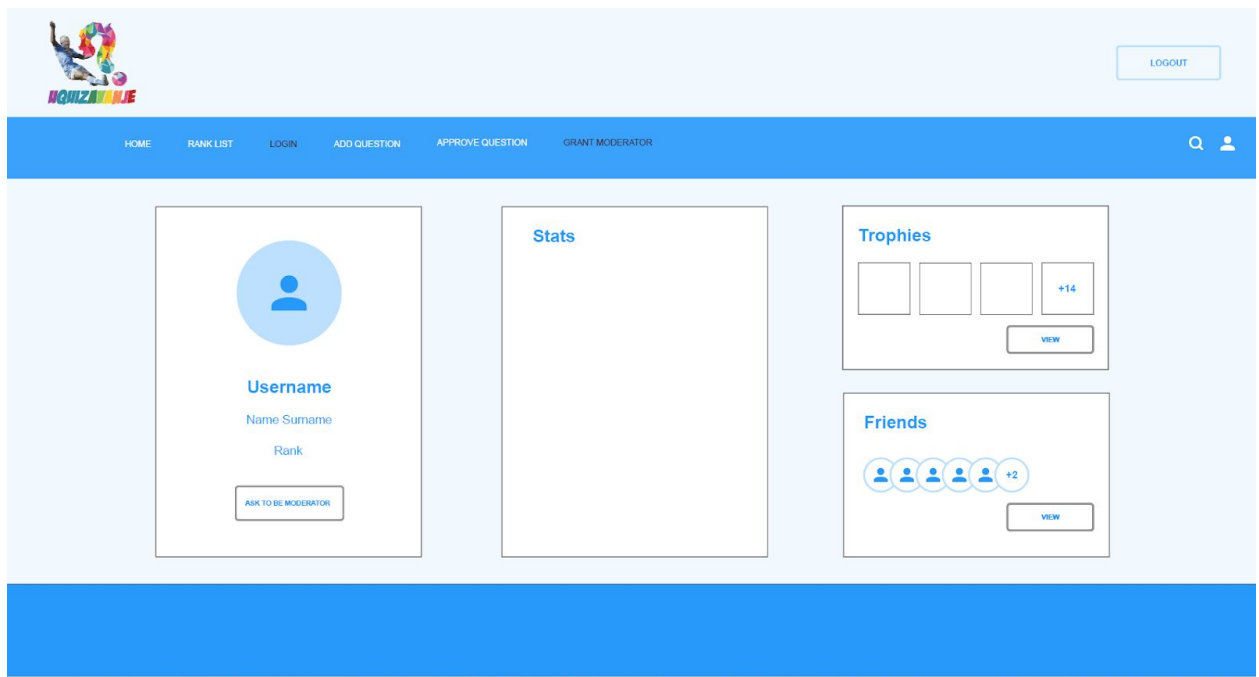 UQUIZAVANJE
LOGOUT
HOME RANK LIST LOGIN ADD QUESTION APPROVE QUESTION GRANT MODERATOR
Stats
Trophies
+14
VIEW
Username
Name Surname
Rank
ASK TO BE MODERATOR
Friends
+2
VIEW